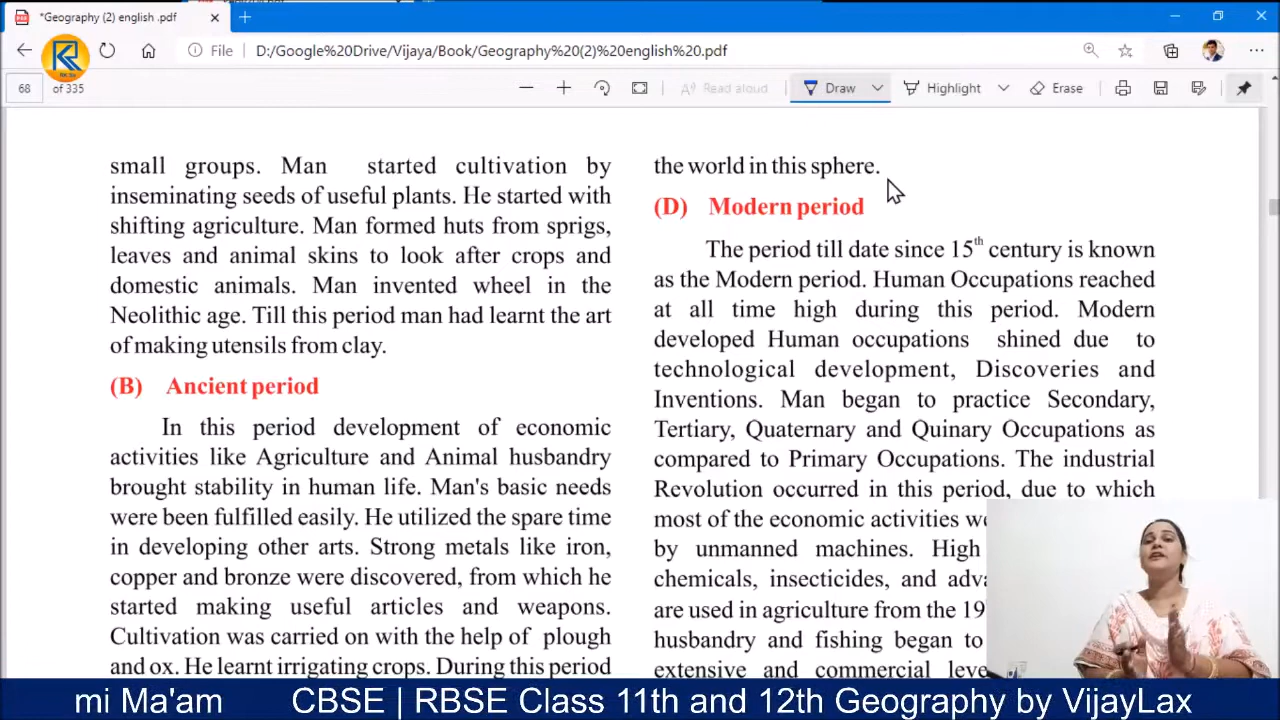 *Geography (2) english .pdf
File D:/Google%20Drive/Vijaya/Book/Geography%20(2)%20english%20.pdf
68 of 335 Read aloud Draw Highlight Erase
small groups. Man started cultivation by
inseminating seeds of useful plants. He started with
shifting agriculture. Man formed huts from sprigs,
leaves and animal skins to look after crops and
domestic animals. Man invented wheel in the
Neolithic age. Till this period man had learnt the art
of making utensils from clay.
(B) Ancient period
In this period development of economic
activities like Agriculture and Animal husbandry
brought stability in human life. Man's basic needs
were been fulfilled easily. He utilized the spare time
in developing other arts. Strong metals like iron,
copper and bronze were discovered, from which he
started making useful articles and weapons.
Cultivation was carried on with the help of plough
and ox. He learnt irrigating crops. During this period
the world in this sphere.
(D) Modern period
The period till date since 15th century is known
as the Modern period. Human Occupations reached
at all time high during this period. Modern
developed Human occupations shined due to
technological development, Discoveries and
Inventions. Man began to practice Secondary,
Tertiary, Quaternary and Quinary Occupations as
compared to Primary Occupations. The industrial
Revolution occurred in this period, due to which
most of the economic activities
by unmanned machines. High
chemicals, insecticides, and
are used in agriculture from the
husbandry and fishing began to
extensive and commercial
mi Ma'am CBSE | RBSE Class 11th and 12th Geography by VijayLax